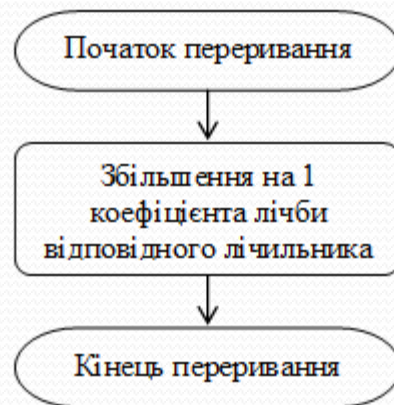 Початок переривання
Збільшення на 1
коефіцієнта лічби
відповідного лічильника
Кінець переривання